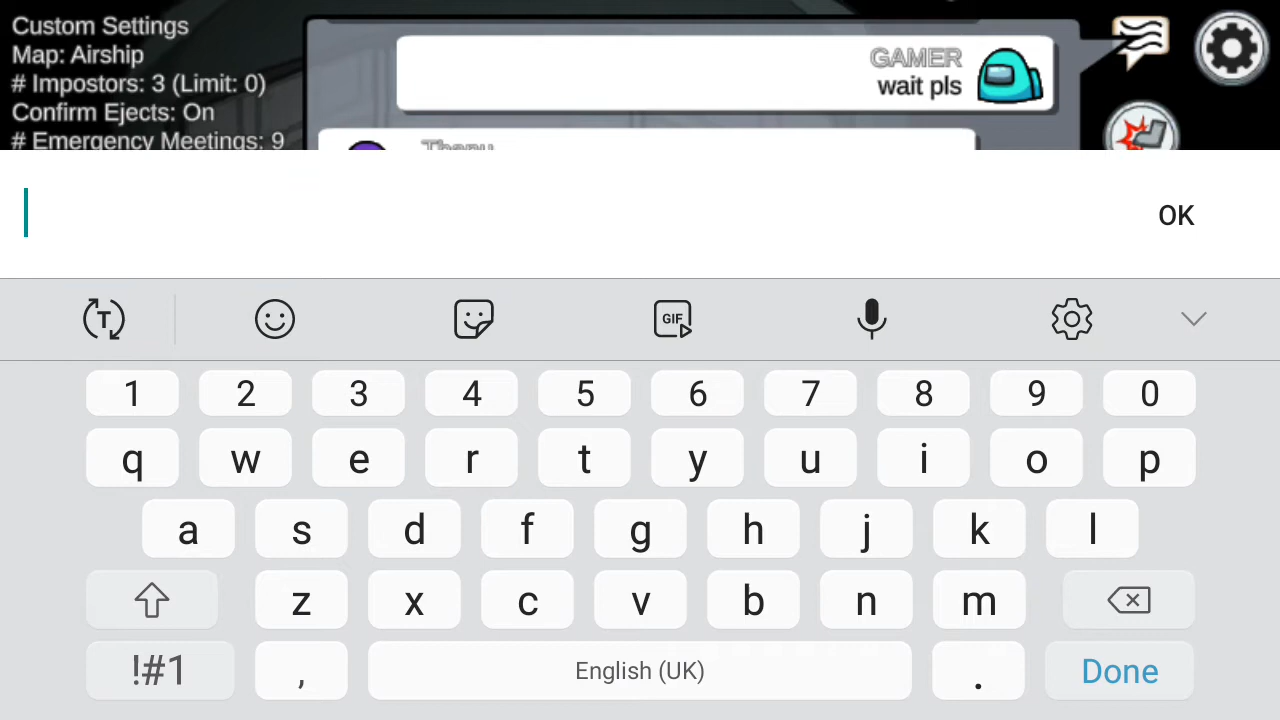 Custom Settings
Map: Airship
# Impostors: 3 (Limit: 0)
Confirm Ejects: On
# Emergency Meetings: 9
GAMER
wait pls
Thanu
OK
T
GIF
1 2 3 4 5 6 7 8 9 0
q w e r t y u i o p
a s d f g h j k l
z x c v b n m
!#1 , English (UK) . Done